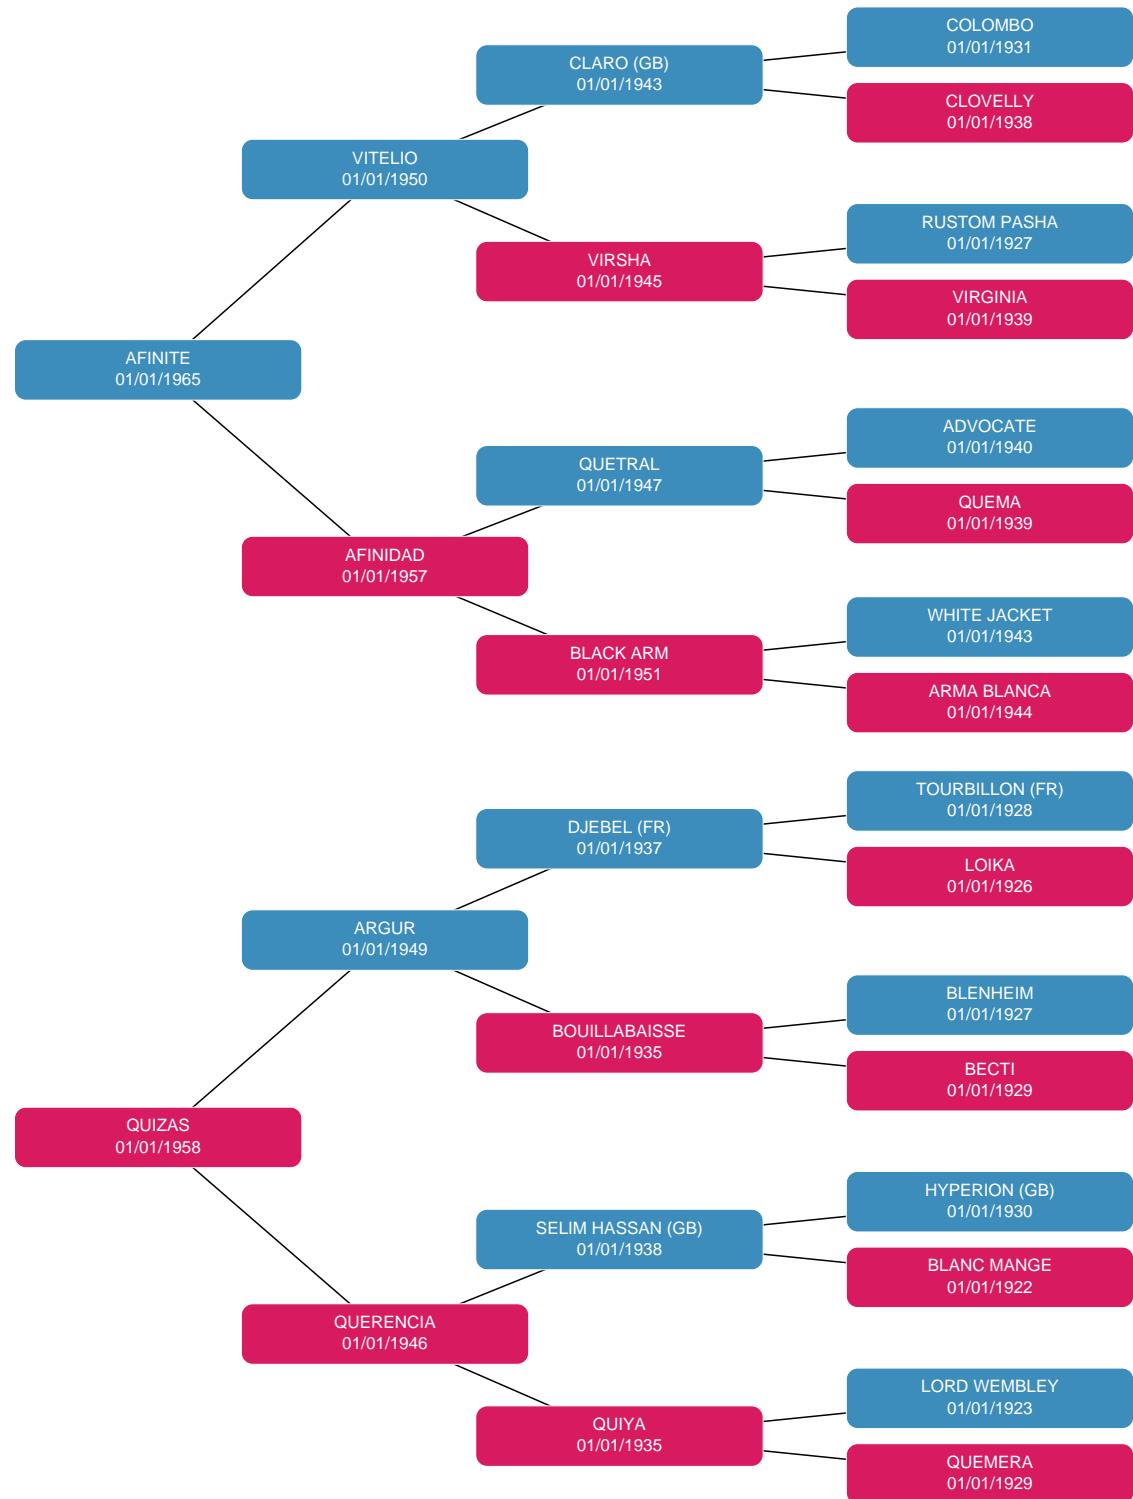 COLOMBO
01/01/1931
CLARO (GB)
01/01/1943
CLOVELLY
01/01/1938
VITELIO
01/01/1950
RUSTOM PASHA
01/01/1927
VIRSHA
01/01/1945
VIRGINIA
01/01/1939
AFINITE
01/01/1965
ADVOCATE
01/01/1940
QUETRAL
01/01/1947
QUEMA
01/01/1939
AFINIDAD
01/01/1957
WHITE JACKET
01/01/1943
BLACK ARM
01/01/1951
ARMA BLANCA
01/01/1944
TOURBILLON (FR)
01/01/1928
DJEBEL (FR)
01/01/1937
LOIKA
01/01/1926
ARGUR
01/01/1949
BLENHEIM
01/01/1927
BOUILLABAISSE
01/01/1935
BECTI
01/01/1929
QUIZAS
01/01/1958
HYPERION (GB)
01/01/1930
SELIM HASSAN (GB)
01/01/1938
BLANC MANGE
01/01/1922
QUERENCIA
01/01/1946
LORD WEMBLEY
01/01/1923
QUIYA
01/01/1935
QUEMERA
01/01/1929